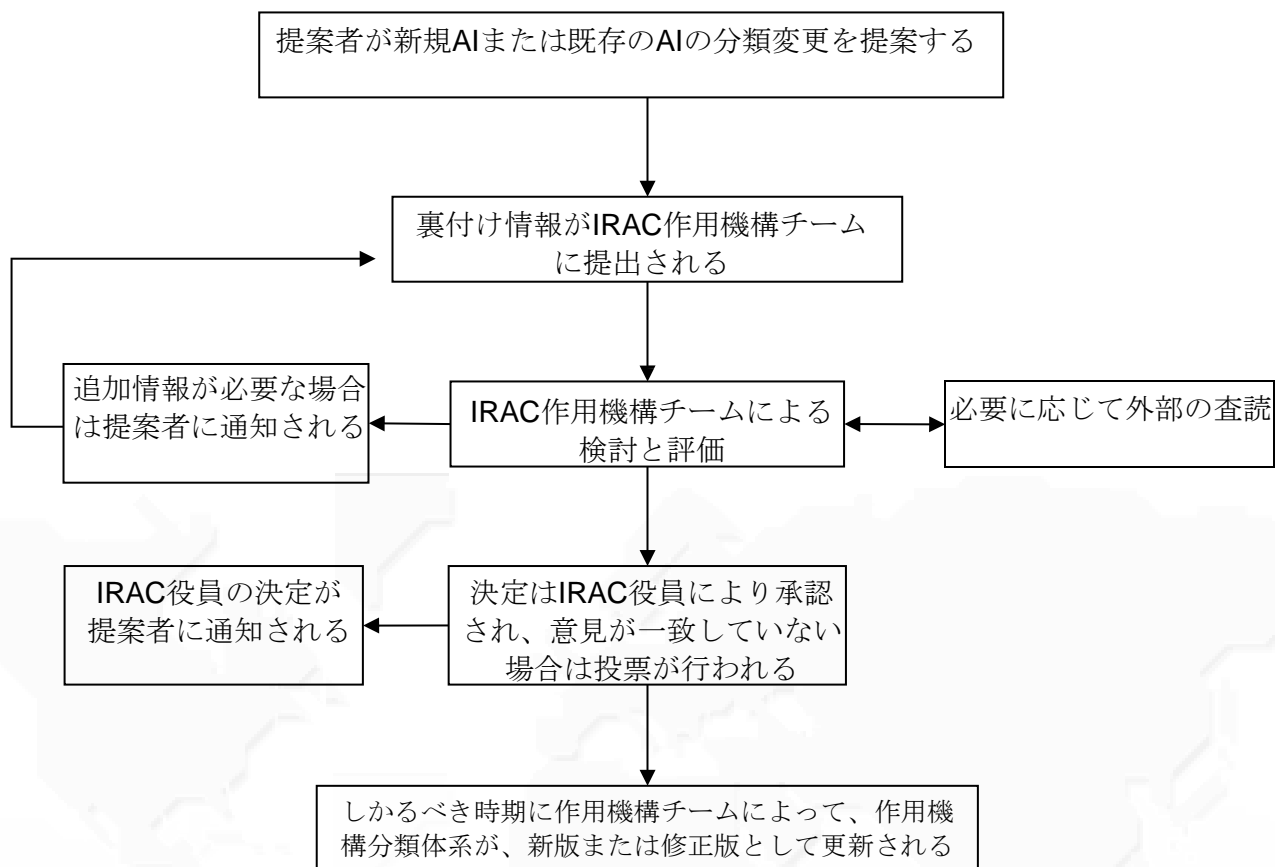 提案者が新規AIまたは既存のAIの分類変更を提案する
裏付け情報がIRAC作用機構チーム
に提出される
追加情報が必要な場合
は提案者に通知される
IRAC作用機構チームによる
検討と評価
必要に応じて外部の査読
IRAC役員の決定が
提案者に通知される
決定はIRAC役員により承認
され、意見が一致していない
場合は投票が行われる
しかるべき時期に作用機構チームによって、作用機
構分類体系が、新版または修正版として更新される